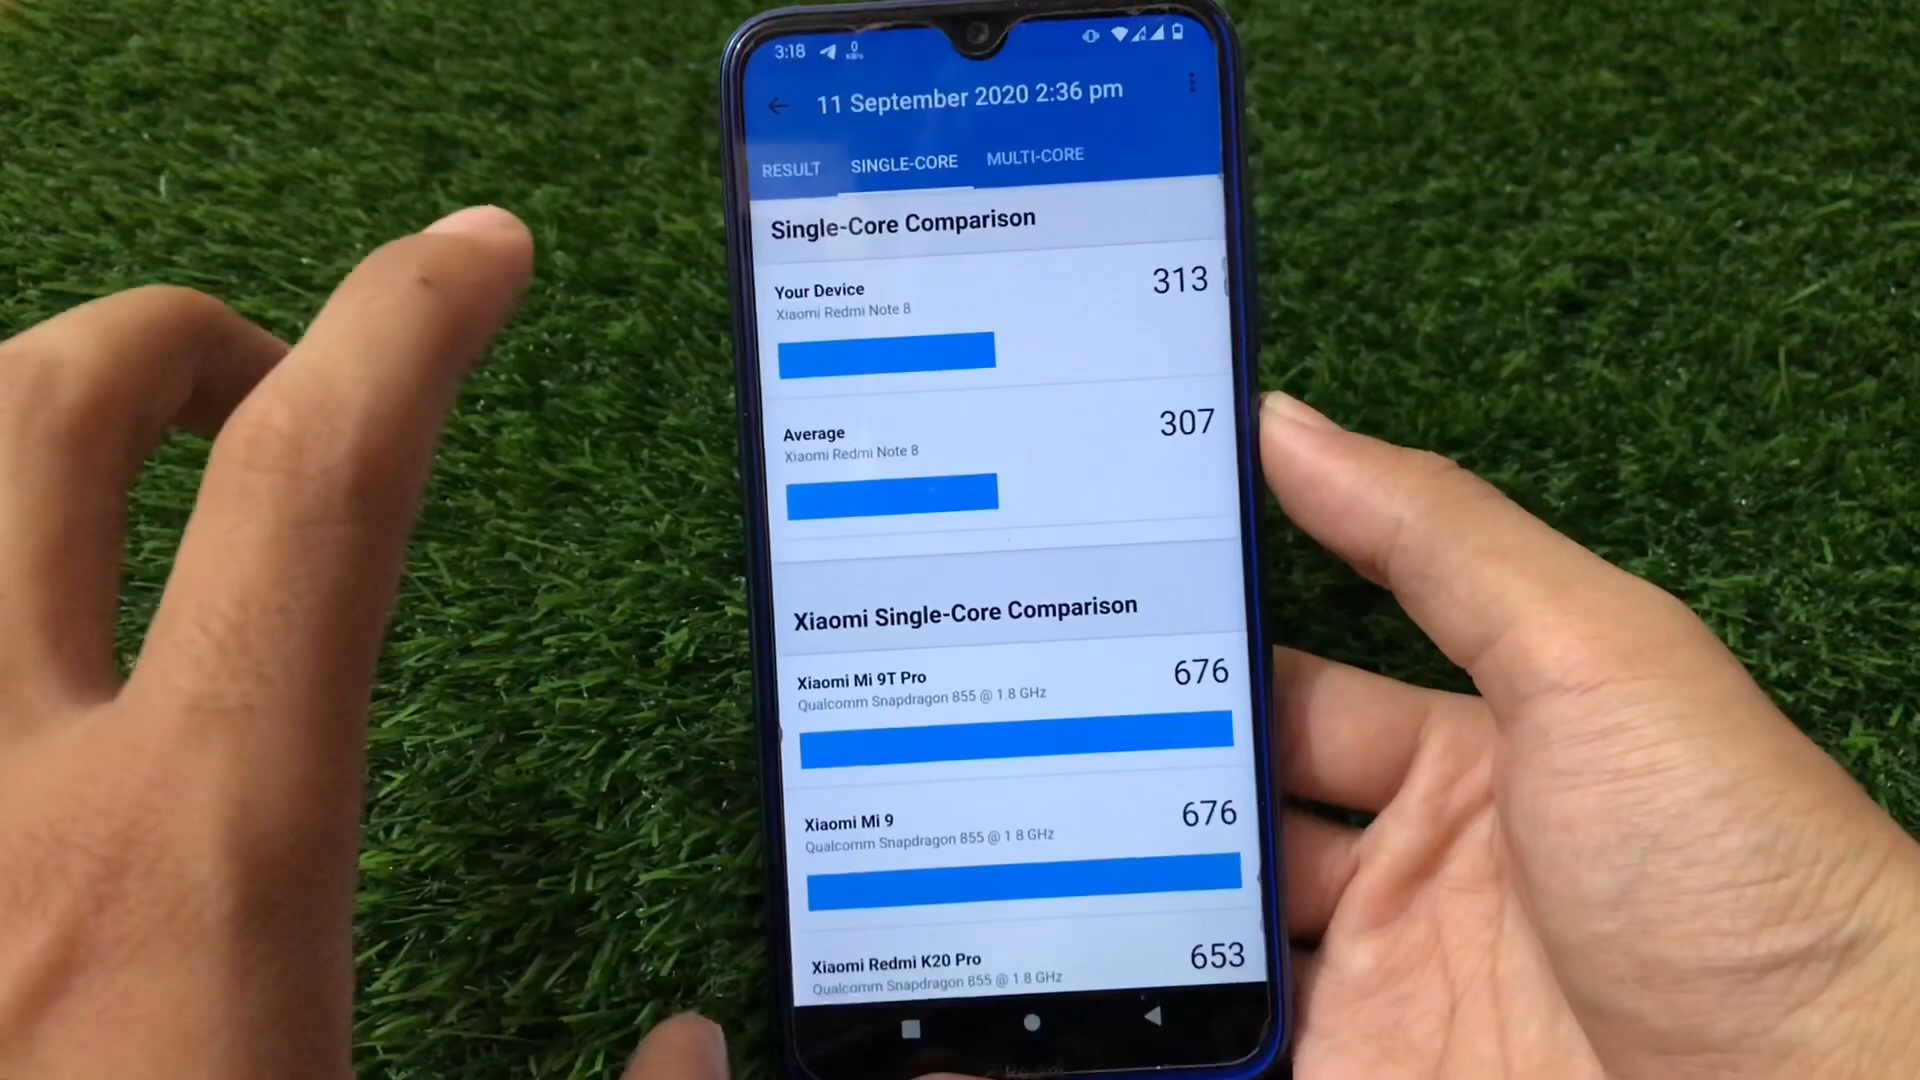 3:18 0 KB/s
11 September 2020 2:36 pm
RESULT SINGLE-CORE MULTI-CORE
Single-Core Comparison
Your Device 313
Xiaomi Redmi Note 8
Average 307
Xiaomi Redmi Note 8
Xiaomi Single-Core Comparison
Xiaomi Mi 9T Pro 676
Qualcomm Snapdragon 855 @ 1.8 GHz
Xiaomi Mi 9 676
Qualcomm Snapdragon 855 @ 1.8 GHz
Xiaomi Redmi K20 Pro 653
Qualcomm Snapdragon 855 @ 1.8 GHz